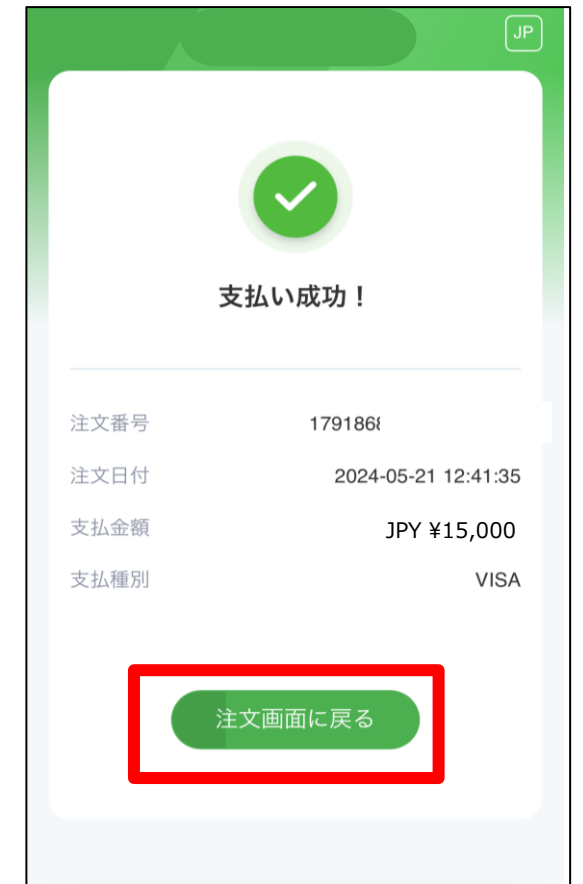 JP
支払い成功！
注文番号 179186
注文日付 2024-05-21 12:41:35
支払金額 JPY ¥15,000
支払種別 VISA
注文画面に戻る